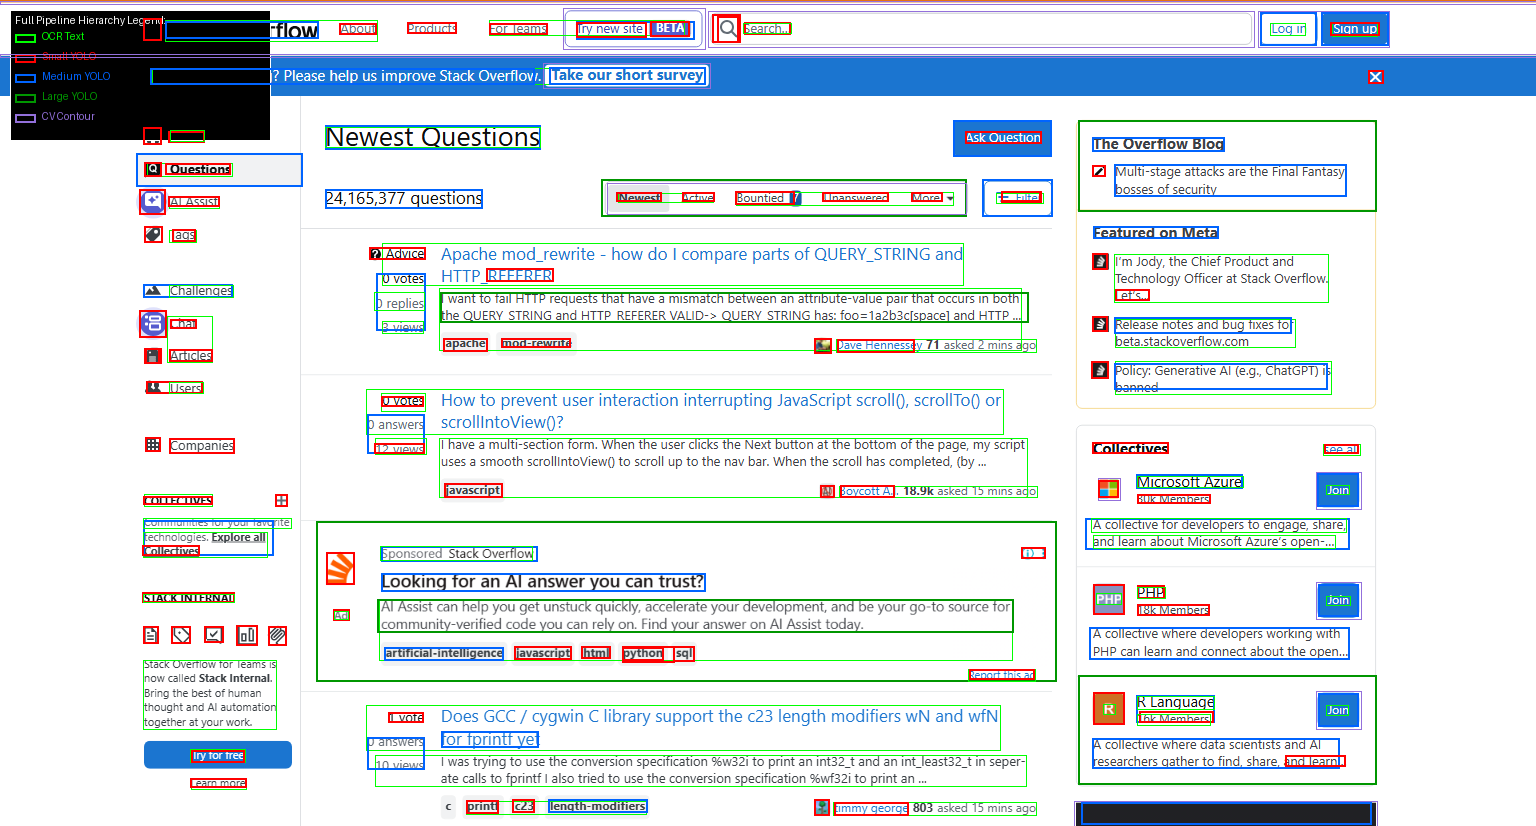 Full Pipeline Hierarchy Legend:
OCR Text
Small YOLO
Medium YOLO
Large YOLO
CV Contour
rflow
About
Products
For Teams
Try new site BETA
Search...
Log in
Sign up
? Please help us improve Stack Overflow. Take our short survey
Questions
AI Assist
Tags
Challenges
Chat
Articles
Users
Companies
COLLECTIVES
Communities for your favorite
technologies. Explore all
Collectives
STACK INTERNAL
Stack Overflow for Teams is
now called Stack Internal.
Bring the best of human
thought and AI automation
together at your work.
Try for free
Learn more
Newest Questions
Ask Question
24,165,377 questions
Newest
Active
Bountied 7
Unanswered
More
Filter
? Advice
0 votes
0 replies
3 views
Apache mod_rewrite - how do I compare parts of QUERY_STRING and
HTTP_REFERER
I want to fail HTTP requests that have a mismatch between an attribute-value pair that occurs in both
the QUERY_STRING and HTTP_REFERER VALID-> QUERY_STRING has: foo=1a2b3c[space] and HTTP ...
apache
mod-rewrite
Dave Hennessey 71 asked 2 mins ago
0 votes
0 answers
12 views
How to prevent user interaction interrupting JavaScript scroll(), scrollTo() or
scrollIntoView()?
I have a multi-section form. When the user clicks the Next button at the bottom of the page, my script
uses a smooth scrollIntoView() to scroll up to the nav bar. When the scroll has completed, (by ...
javascript
Boycott A.I. 18.9k asked 15 mins ago
Sponsored Stack Overflow
Looking for an AI answer you can trust?
Ad
AI Assist can help you get unstuck quickly, accelerate your development, and be your go-to source for
community-verified code you can rely on. Find your answer on AI Assist today.
artificial-intelligence
javascript
html
python
sql
Report this ad
1 vote
0 answers
10 views
Does GCC / cygwin C library support the c23 length modifiers wN and wfN
for fprintf yet
I was trying to use the conversion specification %w32i to print an int32_t and an int_least32_t in seper-
ate calls to fprintf I also tried to use the conversion specification %wf32i to print an ...
c
printf
c23
length-modifiers
timmy george 803 asked 15 mins ago
The Overflow Blog
Multi-stage attacks are the Final Fantasy
bosses of security
Featured on Meta
I'm Jody, the Chief Product and
Technology Officer at Stack Overflow.
Let's...
Release notes and bug fixes for
beta.stackoverflow.com
Policy: Generative AI (e.g., ChatGPT) is
banned
Collectives
see all
Microsoft Azure
80k Members
Join
A collective for developers to engage, share,
and learn about Microsoft Azure's open-...
PHP
PHP
18k Members
Join
A collective where developers working with
PHP can learn and connect about the open...
R
R Language
16k Members
Join
A collective where data scientists and AI
researchers gather to find, share, and learn...